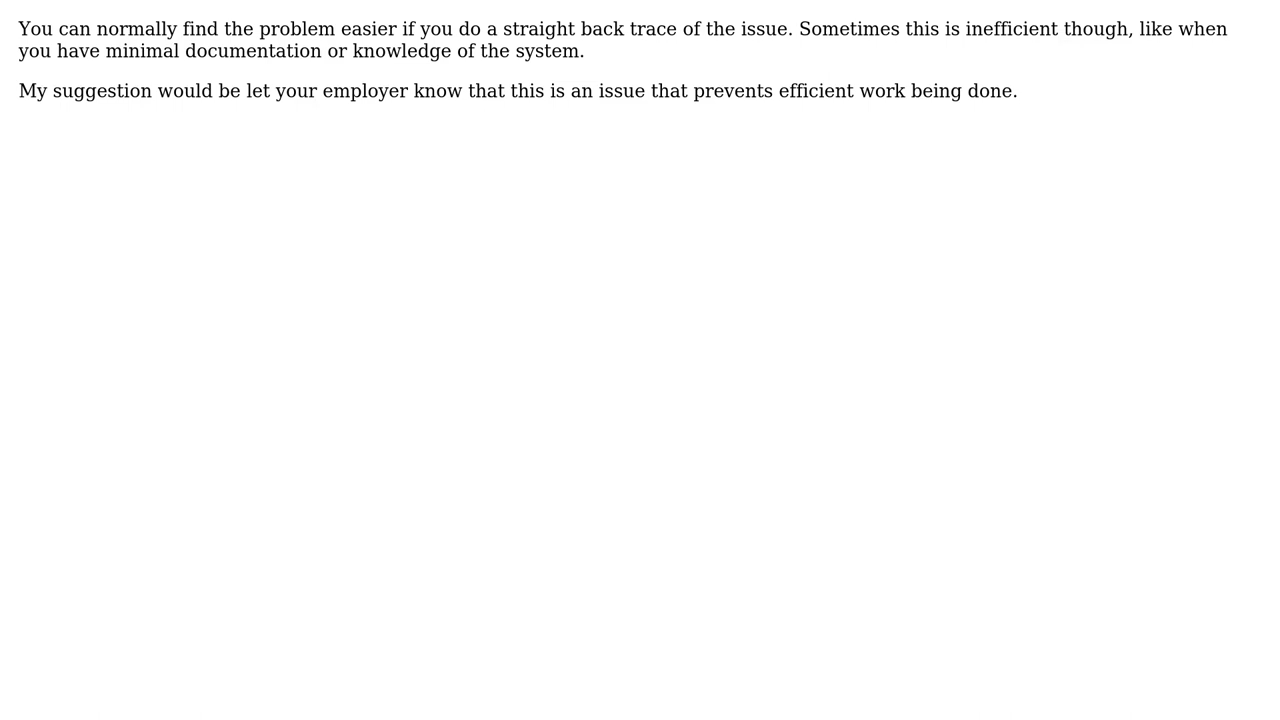 You can normally find the problem easier if you do a straight back trace of the issue. Sometimes this is inefficient though, like when
you have minimal documentation or knowledge of the system.
My suggestion would be let your employer know that this is an issue that prevents efficient work being done.